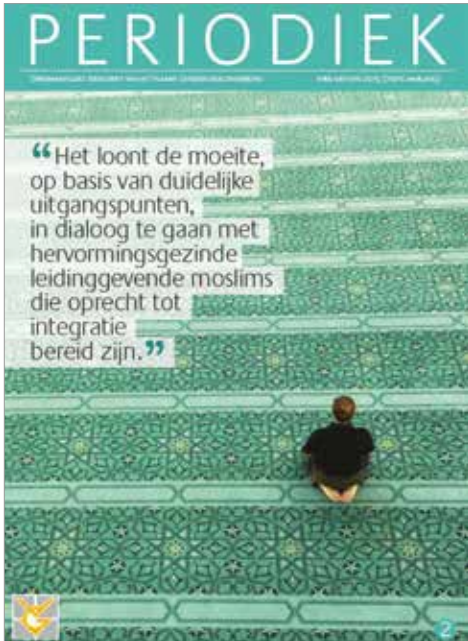 PERIODIEK
“Het loont de moeite,
op basis van duidelijke
uitgangspunten,
in dialoog te gaan met
hervormingsgezinde
leidinggevende moslims
die oprecht tot
integratie
bereid zijn.”
2